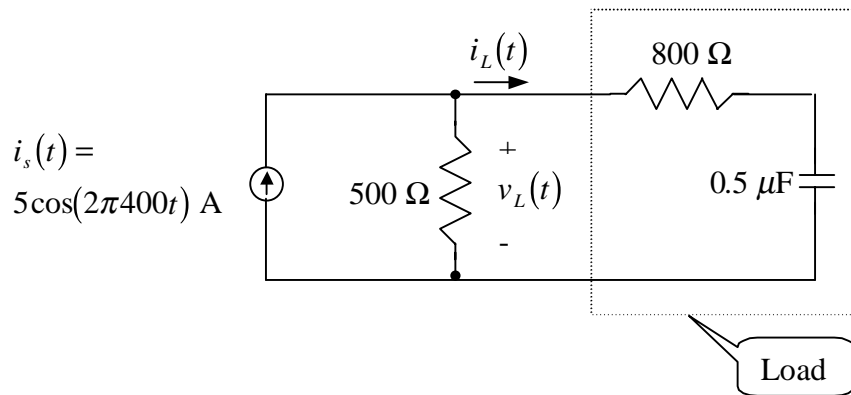 i_L(t)
800 Ω
i_s(t) =
5cos(2π400t) A
500 Ω
+
v_L(t)
-
0.5 μF
Load